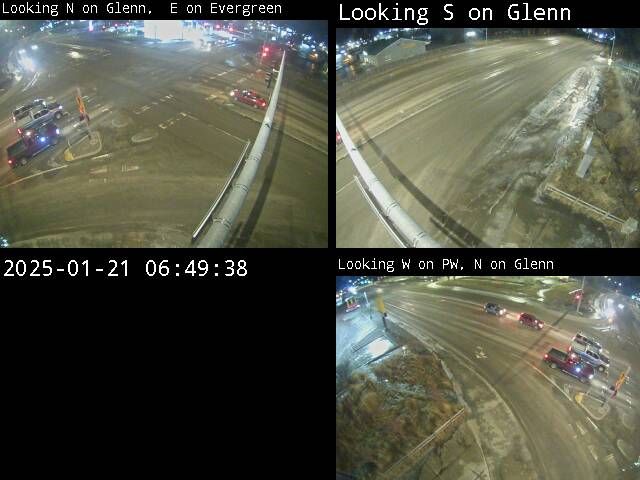 Looking N on Glenn,  E on Evergreen
Looking S on Glenn
2025-01-21 06:49:38
Looking W on PW, N on Glenn